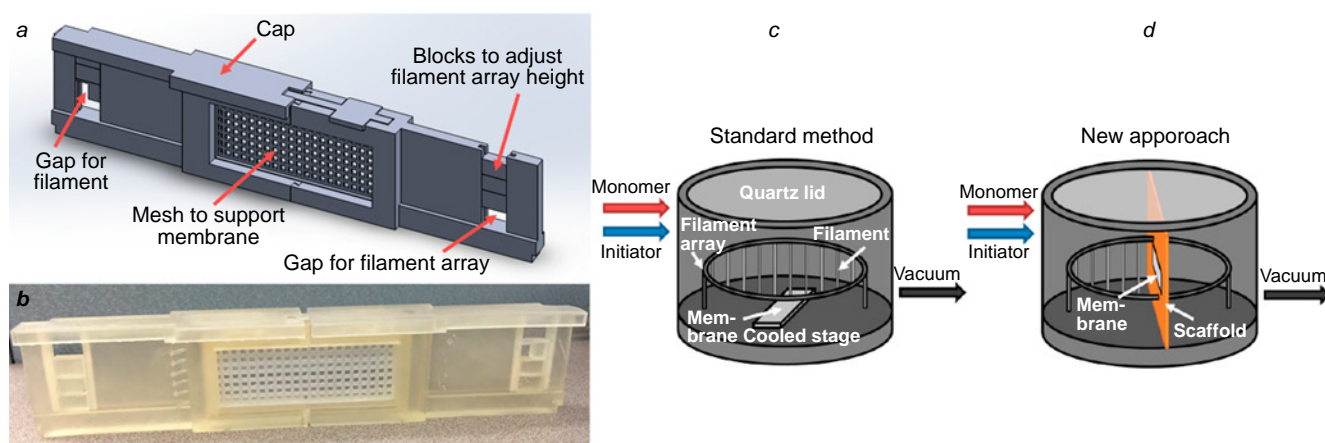 a
Cap
Blocks to adjust
filament array height
Gap for
filament
Mesh to support
membrane
Gap for filament array
b
c
Standard method
Monomer
Quartz lid
Initiator
Filament
array
Filament
Vacuum
Mem-
brane
Cooled stage
d
New apporoach
Monomer
Initiator
Vacuum
Mem-
brane
Scaffold